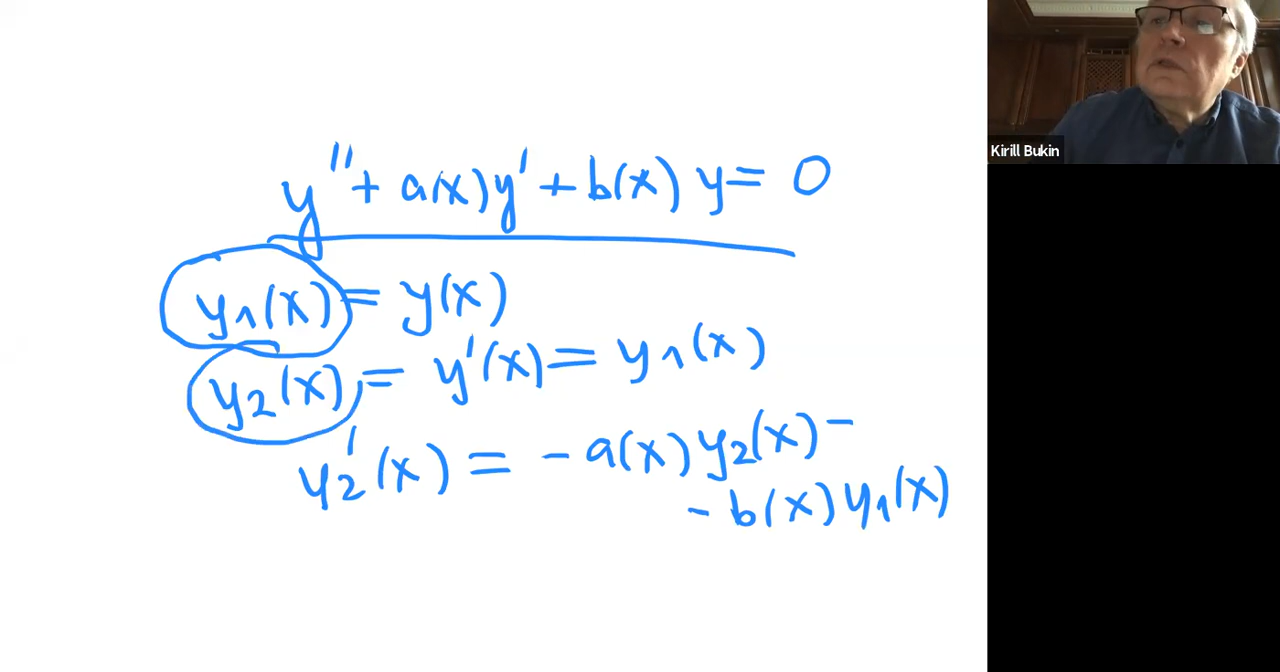 y'' + a(x)y' + b(x) y = 0
y1(x) = y(x)
y2(x) = y'(x) = y1(x)
y2'(x) = - a(x) y2(x) -
- b(x) y1(x)
Kirill Bukin